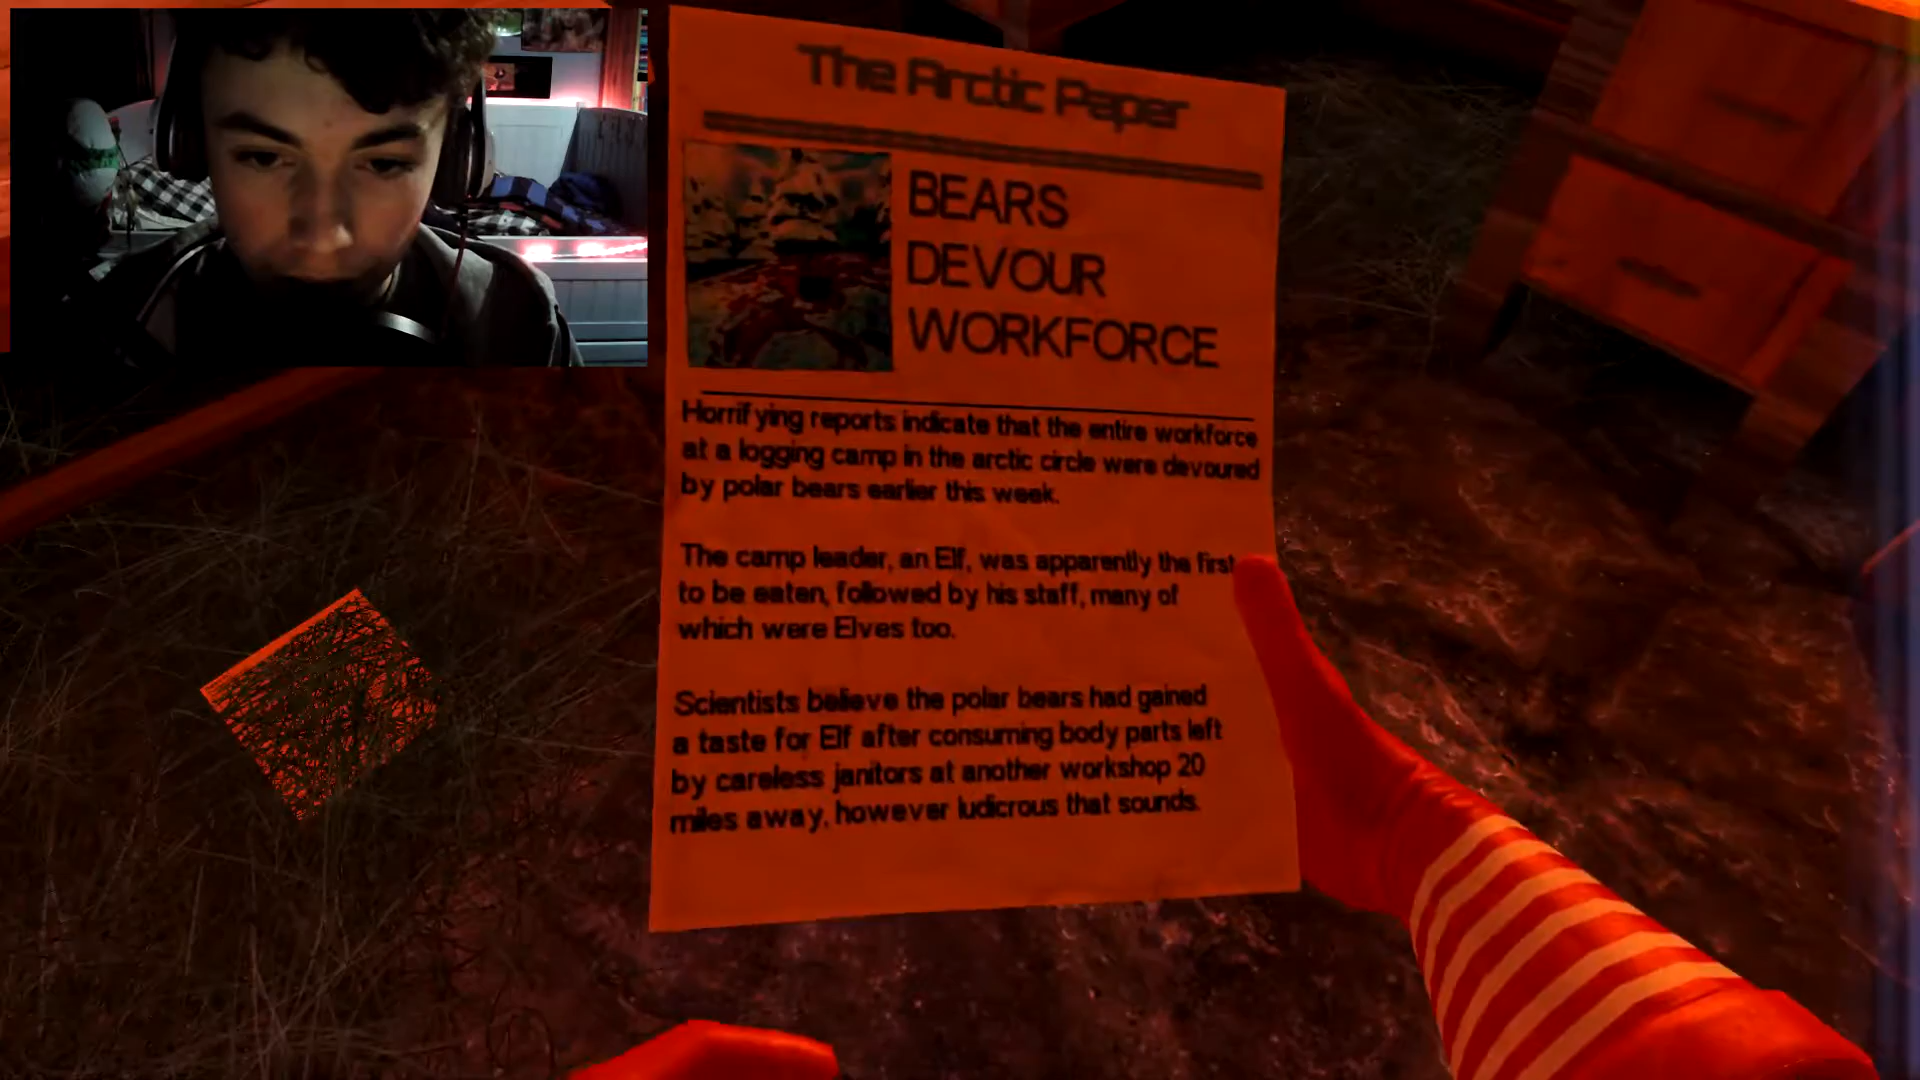 The Arctic Paper
BEARS
DEVOUR
WORKFORCE
Horrifying reports indicate that the entire workforce
at a logging camp in the arctic circle were devoured
by polar bears earlier this week.
The camp leader, an Elf, was apparently the first
to be eaten, followed by his staff, many of
which were Elves too.
Scientists believe the polar bears had gained
a taste for Elf after consuming body parts left
by careless janitors at another workshop 20
miles away, however ludicrous that sounds.